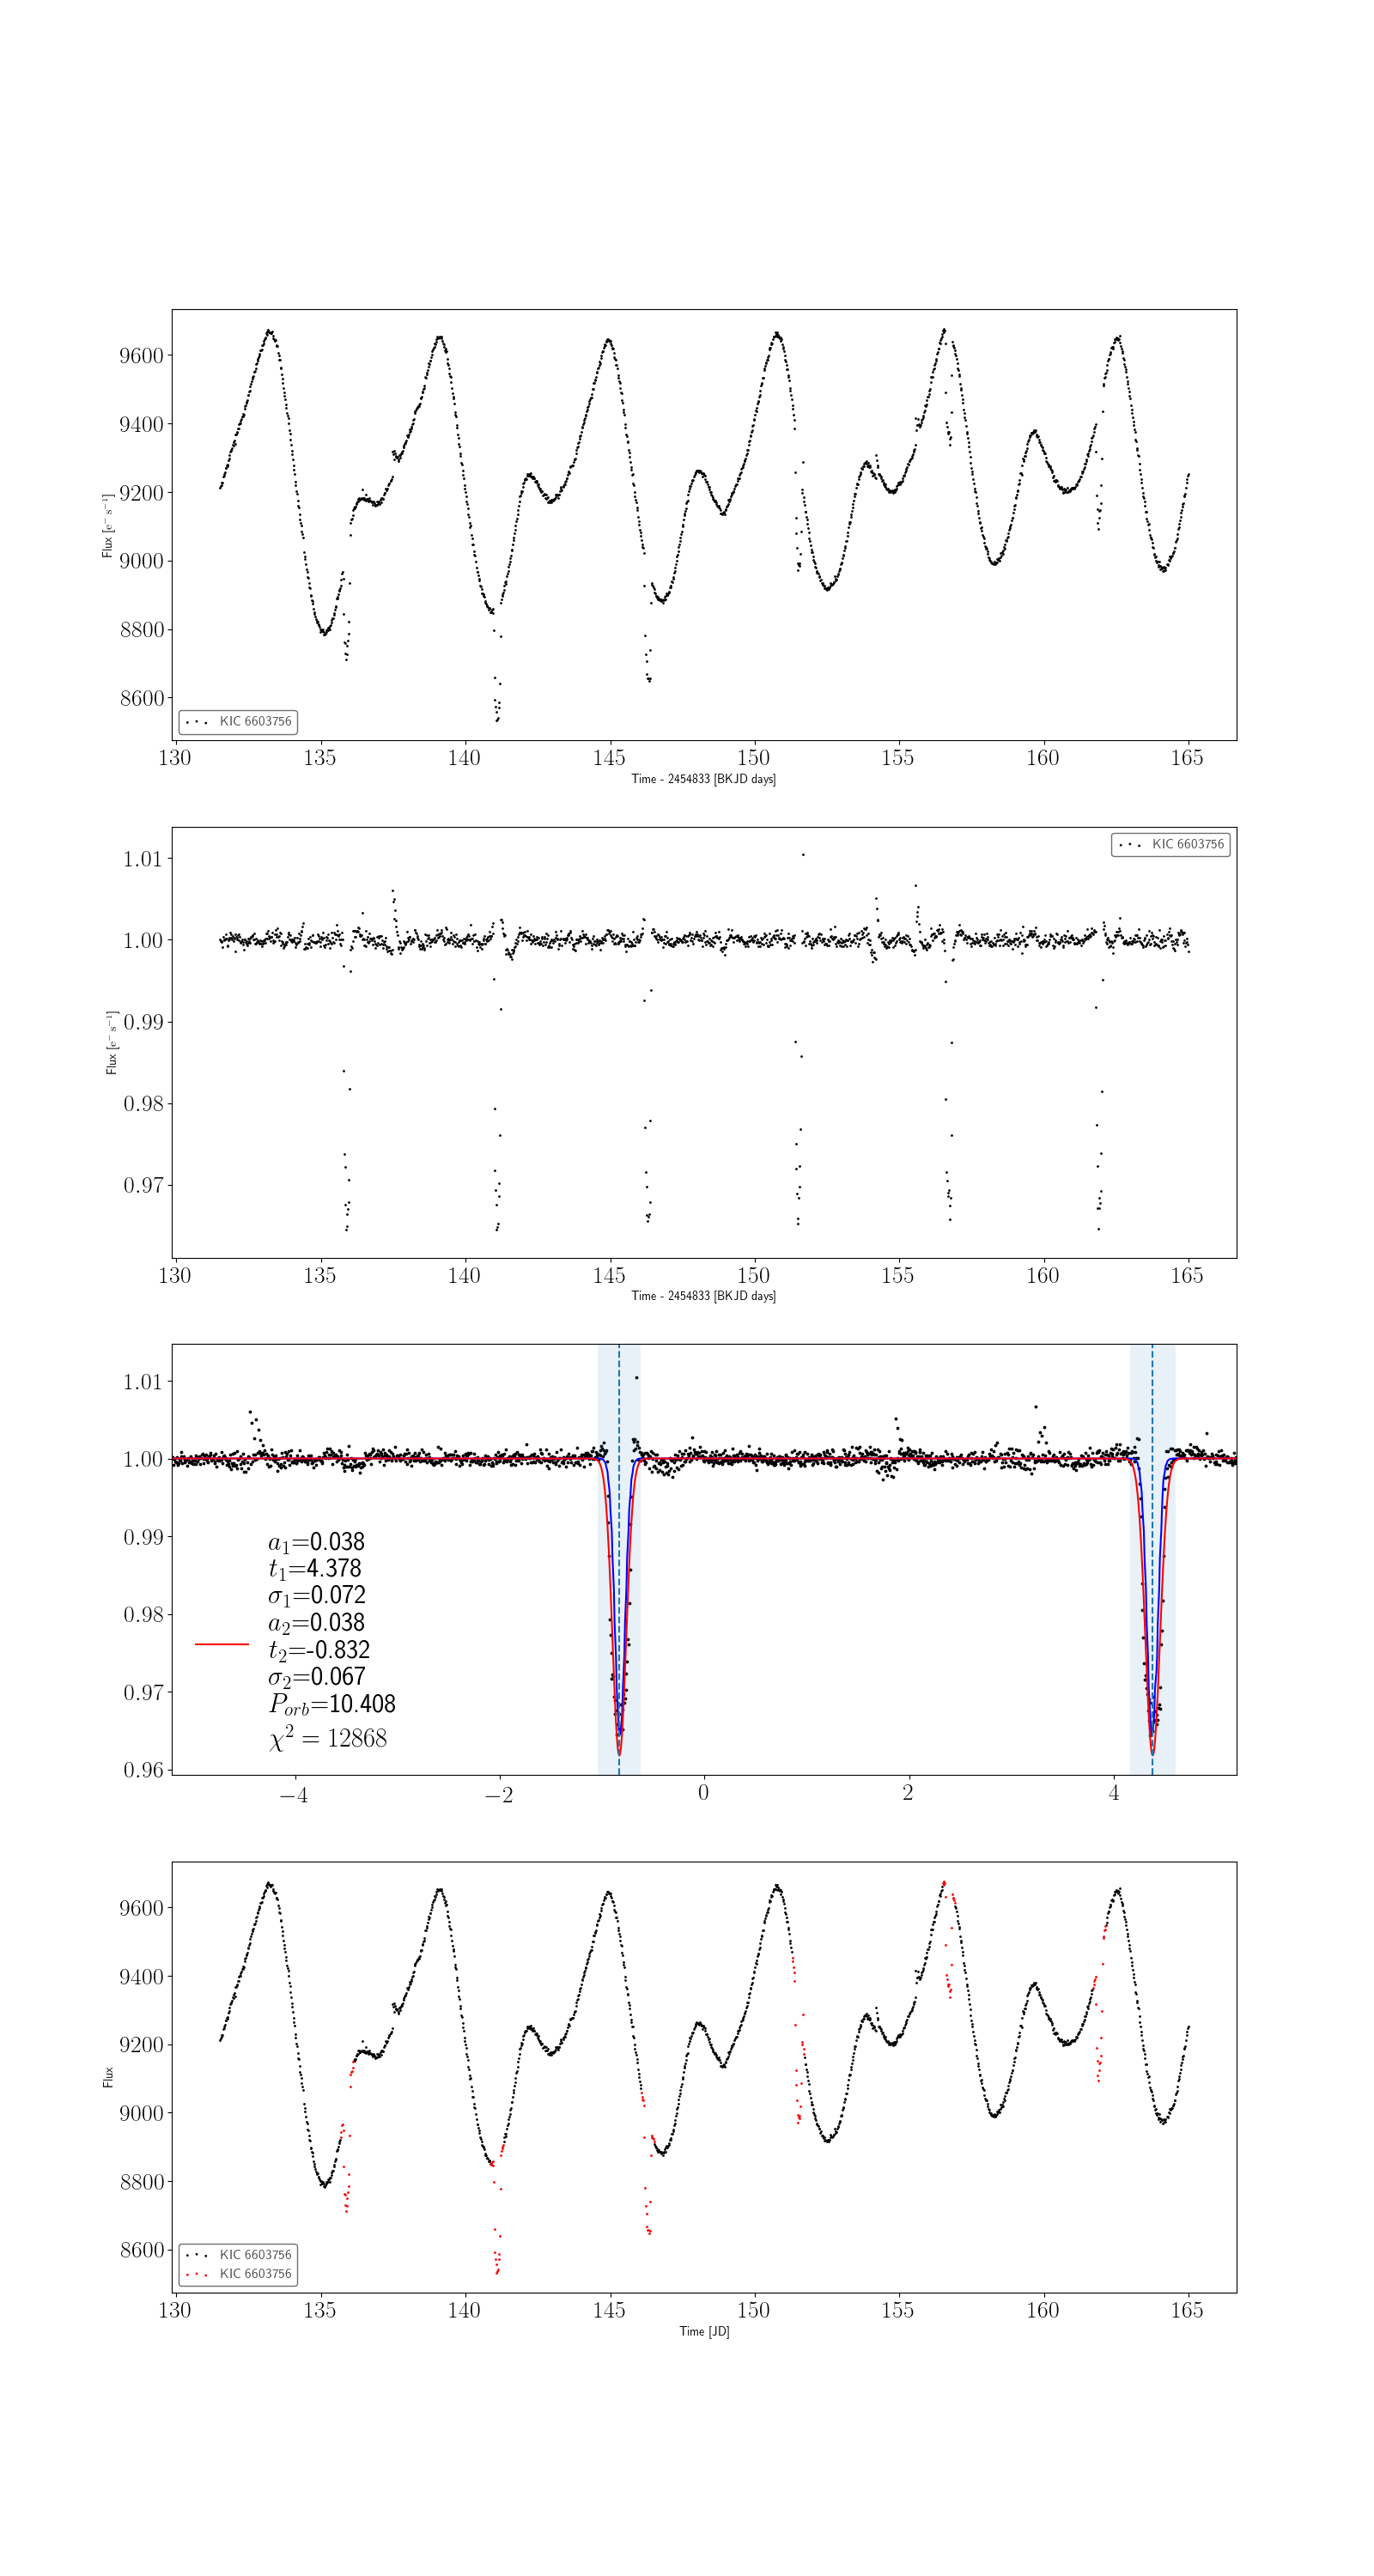 9600
9400
9200
9000
8800
8600
Flux [e⁻ s⁻¹]
KIC 6603756
130 135 140 145 150 155 160 165
Time - 2454833 [BKJD days]
KIC 6603756
1.01
1.00
0.99
0.98
0.97
Flux [e⁻ s⁻¹]
130 135 140 145 150 155 160 165
Time - 2454833 [BKJD days]
1.01
1.00
0.99
0.98
0.97
0.96
a₁=0.038
t₁=4.378
σ₁=0.072
a₂=0.038
t₂=-0.832
σ₂=0.067
Pₒᵣb=10.408
χ² = 12868
−4 −2 0 2 4
9600
9400
9200
9000
8800
8600
Flux
KIC 6603756
KIC 6603756
130 135 140 145 150 155 160 165
Time [JD]